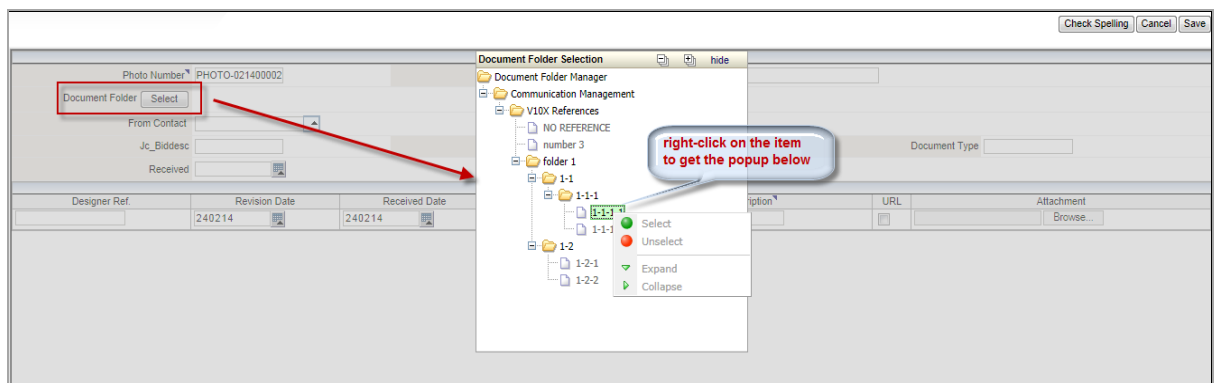 Check Spelling Cancel Save
Document Folder Selection hide
Photo Number PHOTO-021400002
Document Folder Select
From Contact
Jc_Biddesc
Received
Document Folder Manager
Communication Management
V10X References
NO REFERENCE
number 3
folder 1
1-1
1-1-1
1-1-1
1-1-1
1-2
1-2-1
1-2-2
right-click on the item
to get the popup below
Select
Unselect
Expand
Collapse
Document Type
Designer Ref. Revision Date Received Date URL Attachment
240214 240214 Browse...